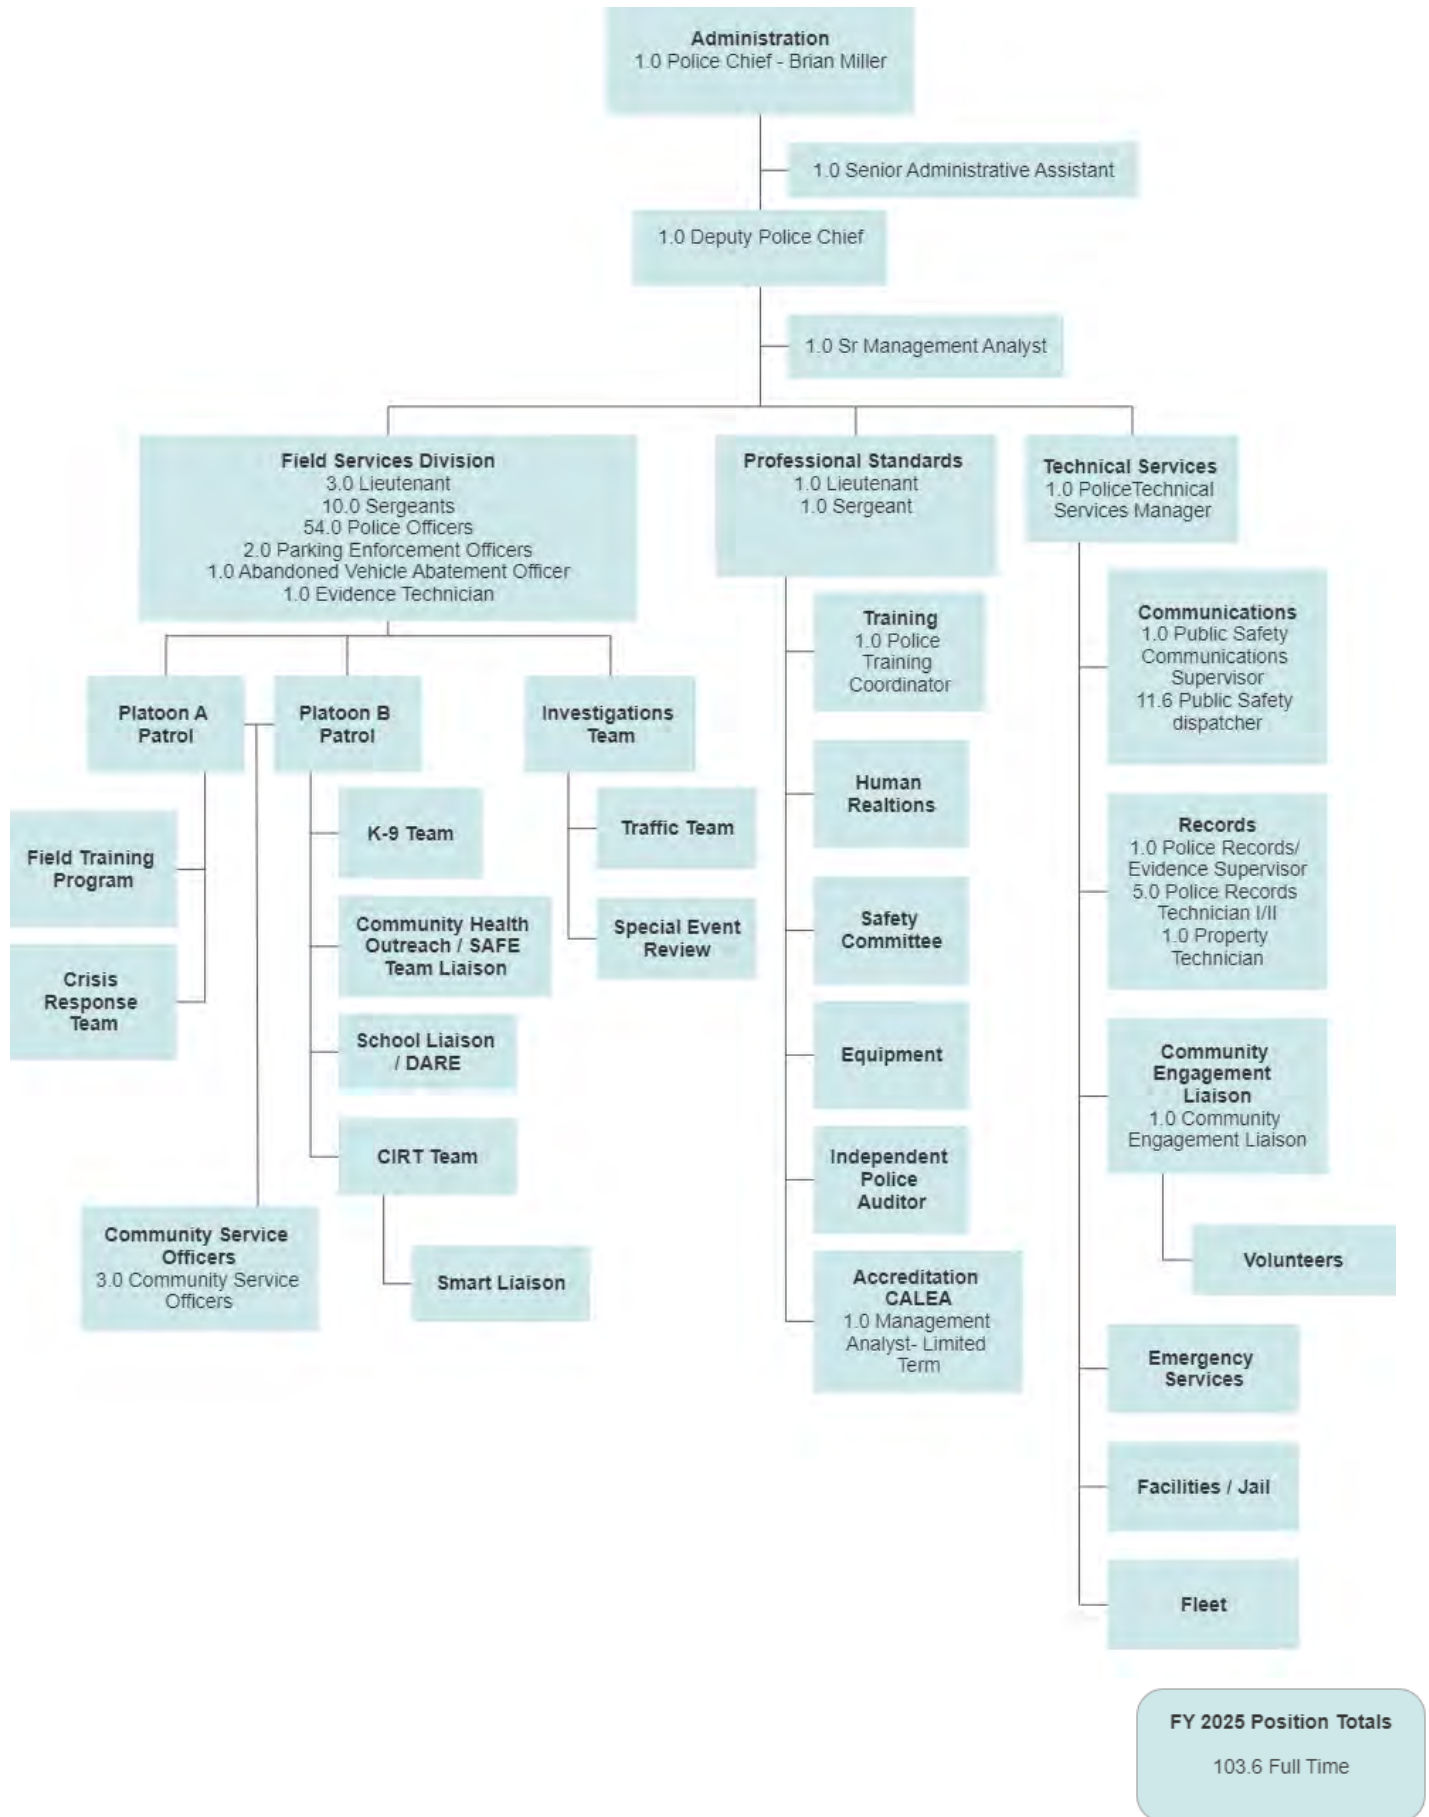 Administration
1.0 Police Chief - Brian Miller
1.0 Senior Administrative Assistant
1.0 Deputy Police Chief
1.0 Sr Management Analyst
Field Services Division
3.0 Lieutenant
10.0 Sergeants
54.0 Police Officers
2.0 Parking Enforcement Officers
1.0 Abandoned Vehicle Abatement Officer
1.0 Evidence Technician
Platoon A
Patrol
Field Training
Program
Crisis
Response
Team
Platoon B
Patrol
K-9 Team
Community Health
Outreach / SAFE
Team Liaison
School Liaison
/ DARE
CIRT Team
Smart Liaison
Community Service
Officers
3.0 Community Service
Officers
Investigations
Team
Traffic Team
Special Event
Review
Professional Standards
1.0 Lieutenant
1.0 Sergeant
Training
1.0 Police
Training
Coordinator
Human
Realtions
Safety
Committee
Equipment
Independent
Police
Auditor
Accreditation
CALEA
1.0 Management
Analyst- Limited
Term
Technical Services
1.0 PoliceTechnical
Services Manager
Communications
1.0 Public Safety
Communications
Supervisor
11.6 Public Safety
dispatcher
Records
1.0 Police Records/
Evidence Supervisor
5.0 Police Records
Technician I/II
1.0 Property
Technician
Community
Engagement
Liaison
1.0 Community
Engagement Liaison
Volunteers
Emergency
Services
Facilities / Jail
Fleet
FY 2025 Position Totals
103.6 Full Time